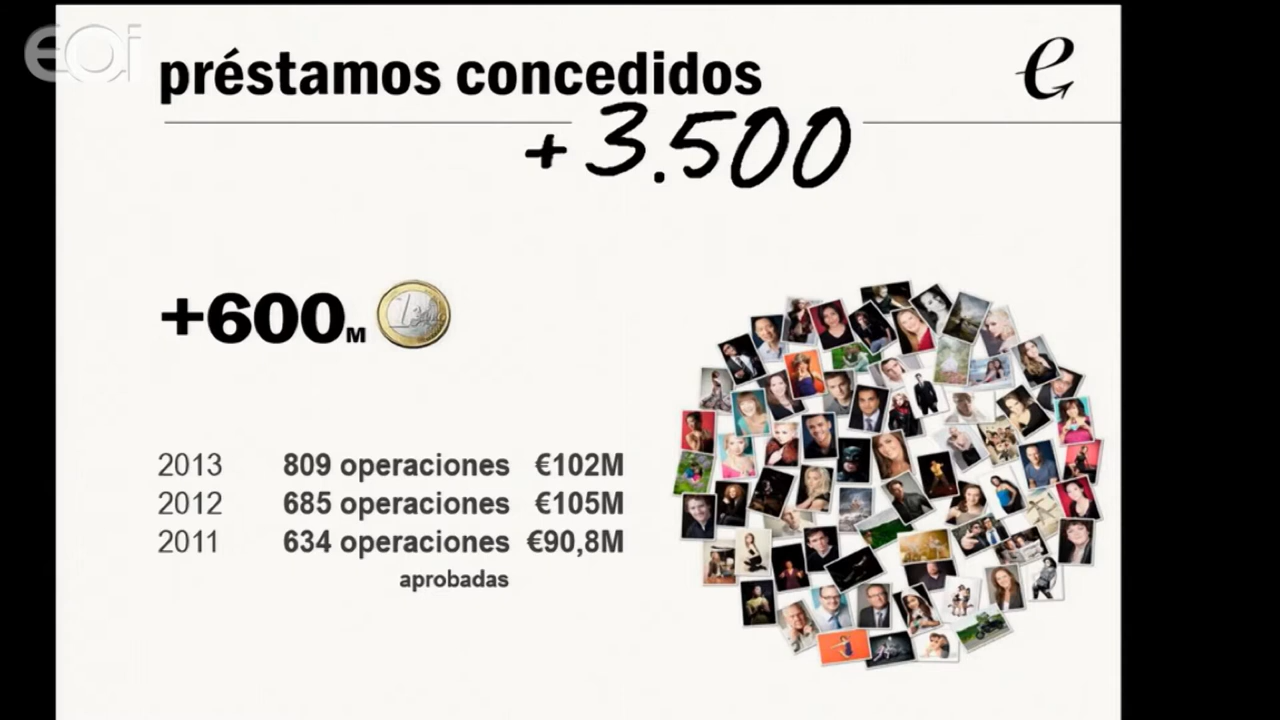 eoi
préstamos concedidos
e
+ 3.500
+600M
2013 809 operaciones €102M
2012 685 operaciones €105M
2011 634 operaciones €90,8M
aprobadas